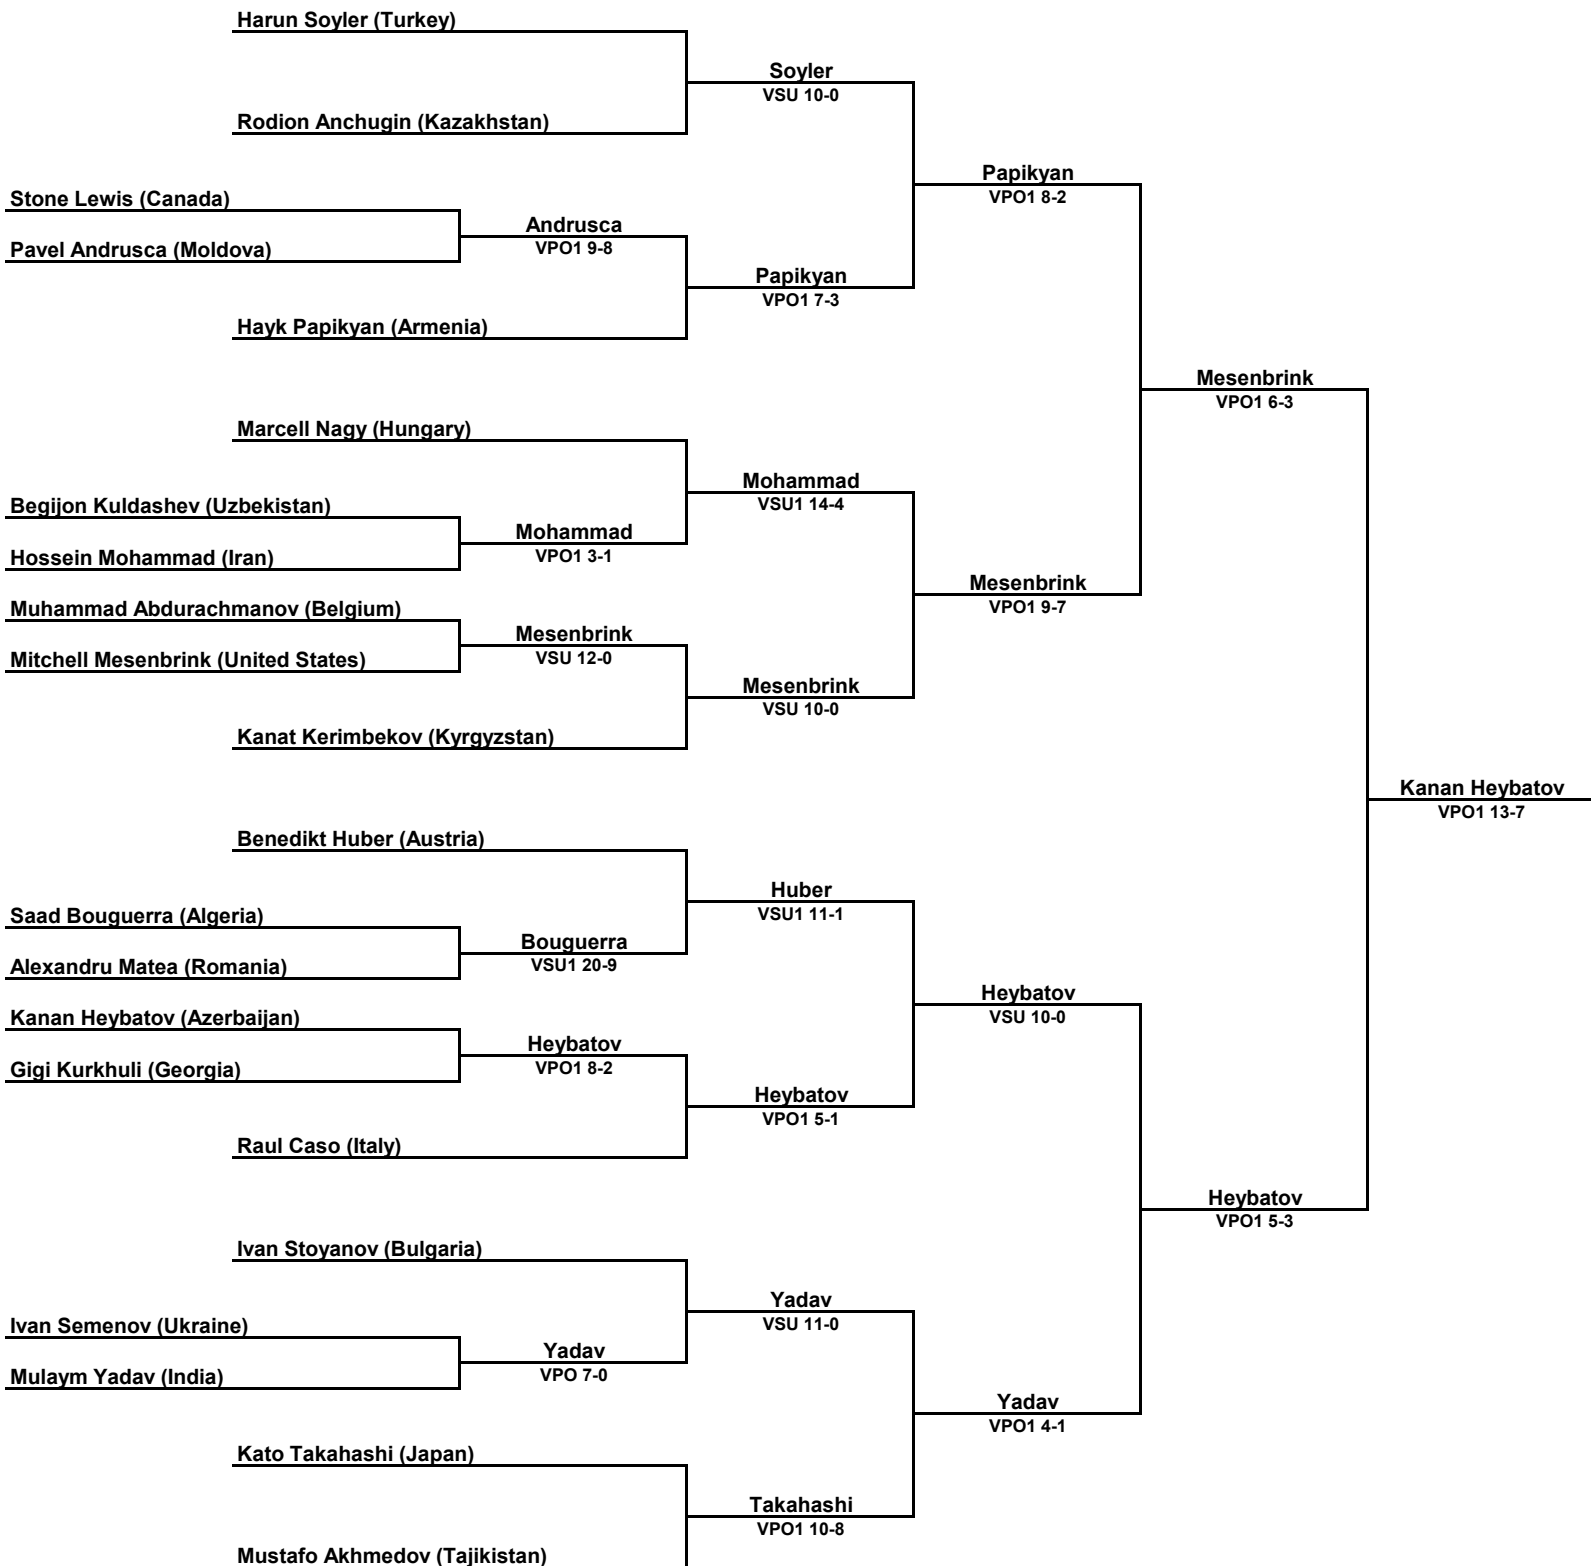 Harun Soyler (Turkey)
Soyler
VSU 10-0
Rodion Anchugin (Kazakhstan)
Papikyan
VPO1 8-2
Stone Lewis (Canada)
Andrusca
VPO1 9-8
Pavel Andrusca (Moldova)
Papikyan
VPO1 7-3
Hayk Papikyan (Armenia)
Mesenbrink
VPO1 6-3
Marcell Nagy (Hungary)
Mohammad
VSU1 14-4
Begijon Kuldashev (Uzbekistan)
Mohammad
VPO1 3-1
Hossein Mohammad (Iran)
Mesenbrink
VPO1 9-7
Muhammad Abdurachmanov (Belgium)
Mesenbrink
VSU 12-0
Mitchell Mesenbrink (United States)
Mesenbrink
VSU 10-0
Kanat Kerimbekov (Kyrgyzstan)
Kanan Heybatov
VPO1 13-7
Benedikt Huber (Austria)
Huber
VSU1 11-1
Saad Bouguerra (Algeria)
Bouguerra
VSU1 20-9
Alexandru Matea (Romania)
Heybatov
VSU 10-0
Kanan Heybatov (Azerbaijan)
Heybatov
VPO1 8-2
Gigi Kurkhuli (Georgia)
Heybatov
VPO1 5-1
Raul Caso (Italy)
Heybatov
VPO1 5-3
Ivan Stoyanov (Bulgaria)
Yadav
VSU 11-0
Ivan Semenov (Ukraine)
Yadav
VPO 7-0
Mulaym Yadav (India)
Yadav
VPO1 4-1
Kato Takahashi (Japan)
Takahashi
VPO1 10-8
Mustafo Akhmedov (Tajikistan)